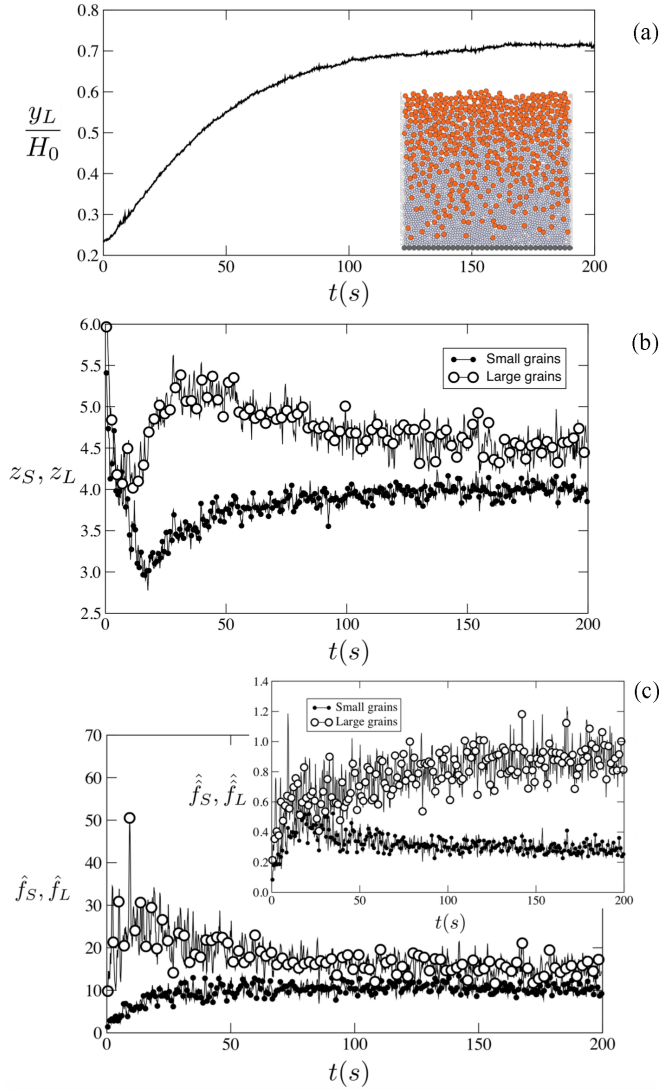 (a)
0.8
0.7
0.6
0.5
0.4
0.3
0.2
y_L
H_0
0 50 100 150 200
t(s)
(b)
6.0
5.5
5.0
4.5
4.0
3.5
3.0
2.5
z_S, z_L
Small grains
Large grains
0 50 100 150 200
t(s)
(c)
1.4
1.2
1.0
0.8
0.6
0.4
0.2
0.0
Small grains
Large grains
f̂̂_S, f̂̂_L
0 50 100 150 200
t(s)
70
60
50
40
30
20
10
0
f̂_S, f̂_L
0 50 100 150 200
t(s)